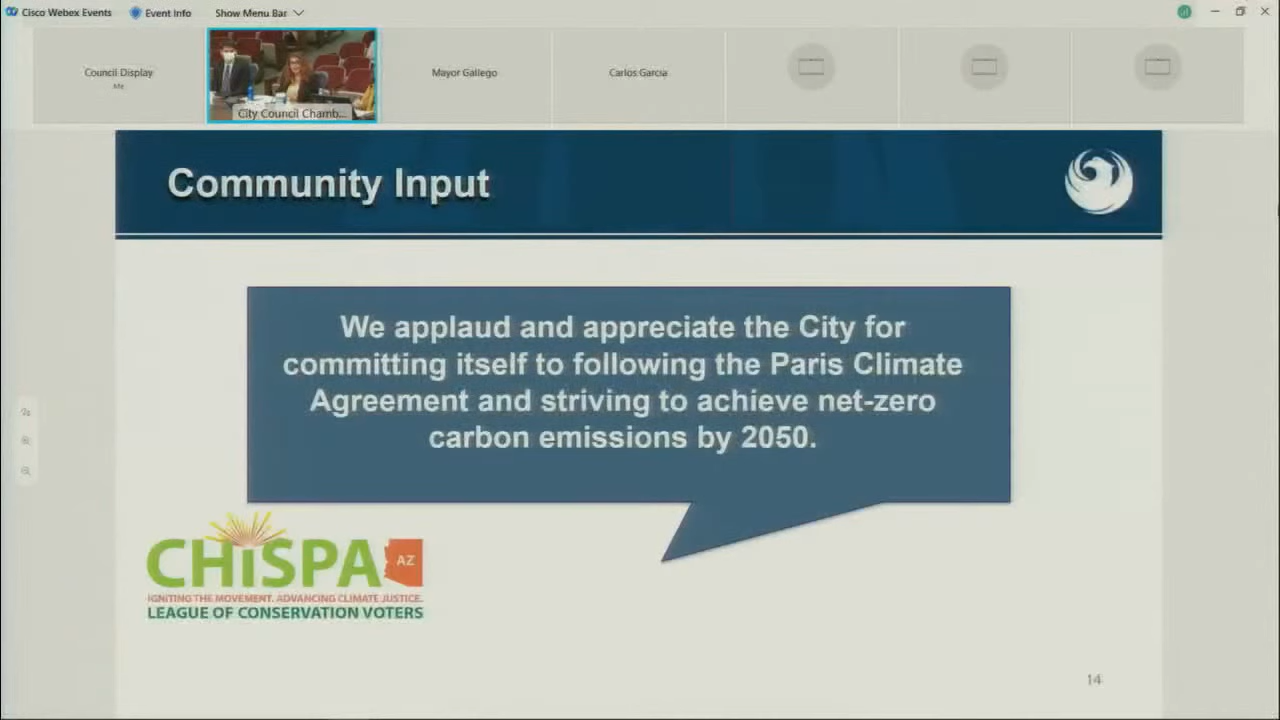 Cisco Webex Events
Event Info
Show Menu Bar
Council Display
Me
City Council Chamb...
Mayor Gallego
Carlos Garcia
Community Input
We applaud and appreciate the City for
committing itself to following the Paris Climate
Agreement and striving to achieve net-zero
carbon emissions by 2050.
CHiSPA
AZ
IGNITING THE MOVEMENT. ADVANCING CLIMATE JUSTICE.
LEAGUE OF CONSERVATION VOTERS
14